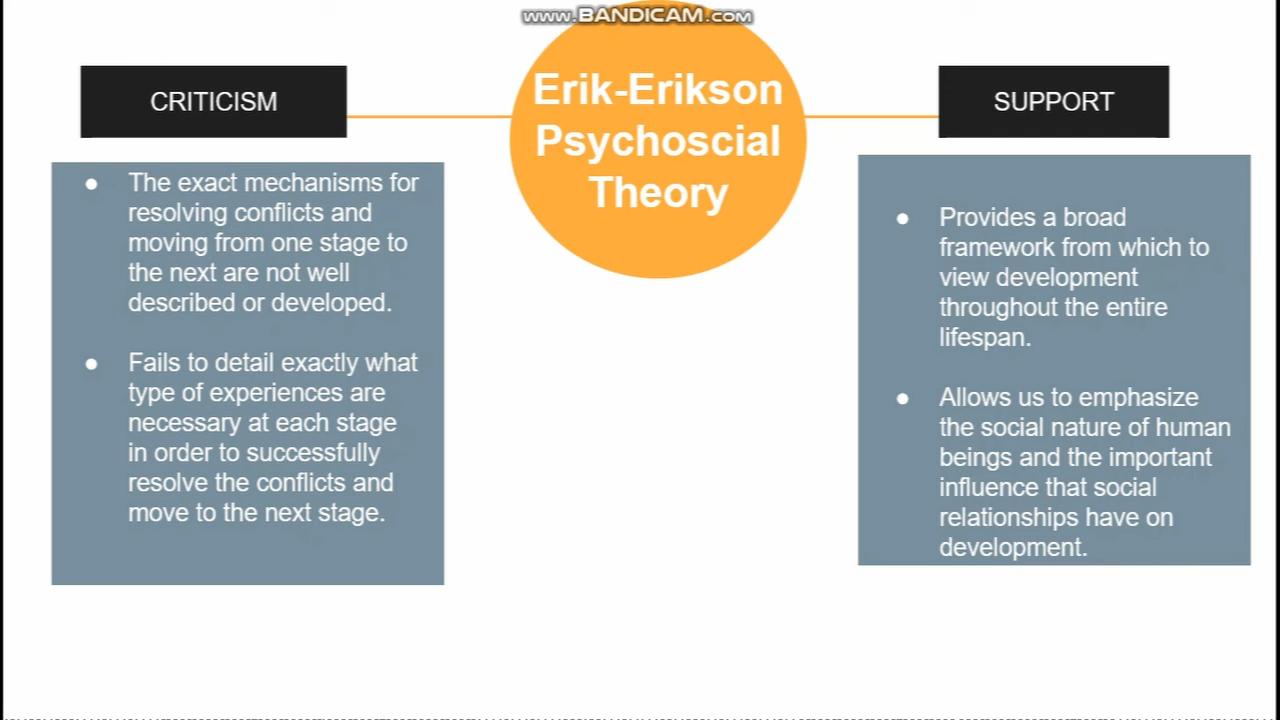 www.BANDICAM.com
Erik-Erikson
Psychoscial
Theory
CRITICISM
● The exact mechanisms for
resolving conflicts and
moving from one stage to
the next are not well
described or developed.
● Fails to detail exactly what
type of experiences are
necessary at each stage
in order to successfully
resolve the conflicts and
move to the next stage.
SUPPORT
● Provides a broad
framework from which to
view development
throughout the entire
lifespan.
● Allows us to emphasize
the social nature of human
beings and the important
influence that social
relationships have on
development.